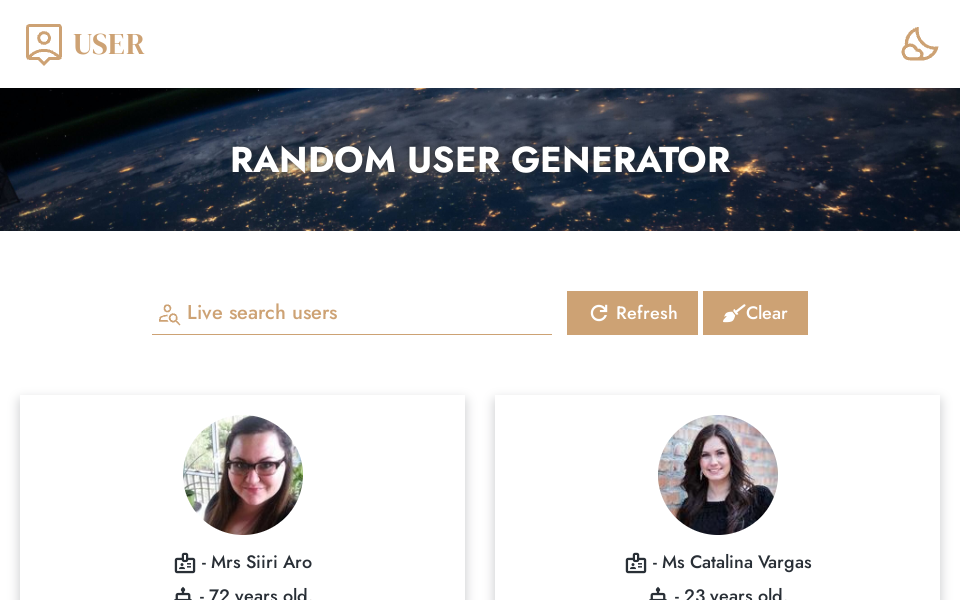 USER
RANDOM USER GENERATOR
Live search users
Refresh
Clear
- Mrs Siiri Aro
- Ms Catalina Vargas
- 72 years old.
- 23 years old.